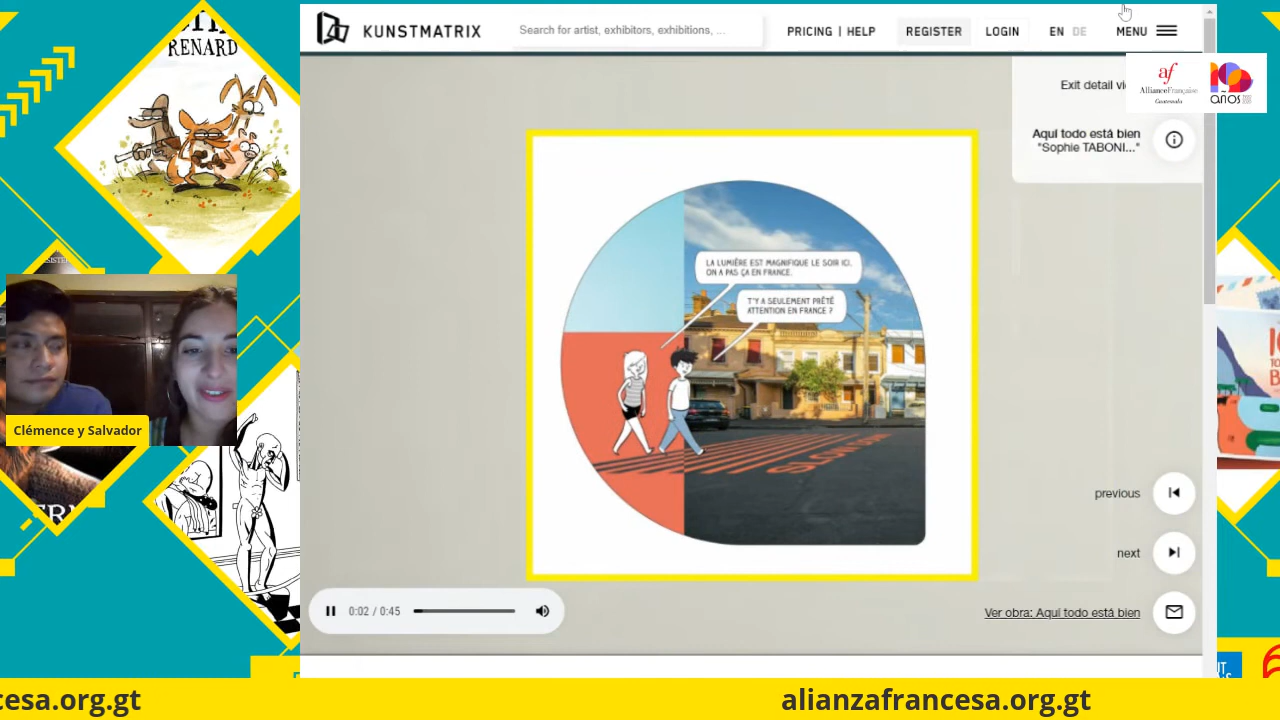 RENARD
KUNSTMATRIX
Search for artist, exhibitors, exhibitions, ...
PRICING | HELP
REGISTER
LOGIN
EN DE
MENU
Exit detail
af
AllianceFrançaise
Guatemala
años
Aquí todo está bien
"Sophie TABONI..."
LA LUMIÈRE EST MAGNIFIQUE LE SOIR ICI.
ON A PAS ÇA EN FRANCE.
T'Y A SEULEMENT PRÊTÉ
ATTENTION EN FRANCE ?
Clémence y Salvador
previous
next
0:02 / 0:45
Ver obra: Aquí todo está bien
cesa.org.gt
alianzafrancesa.org.gt